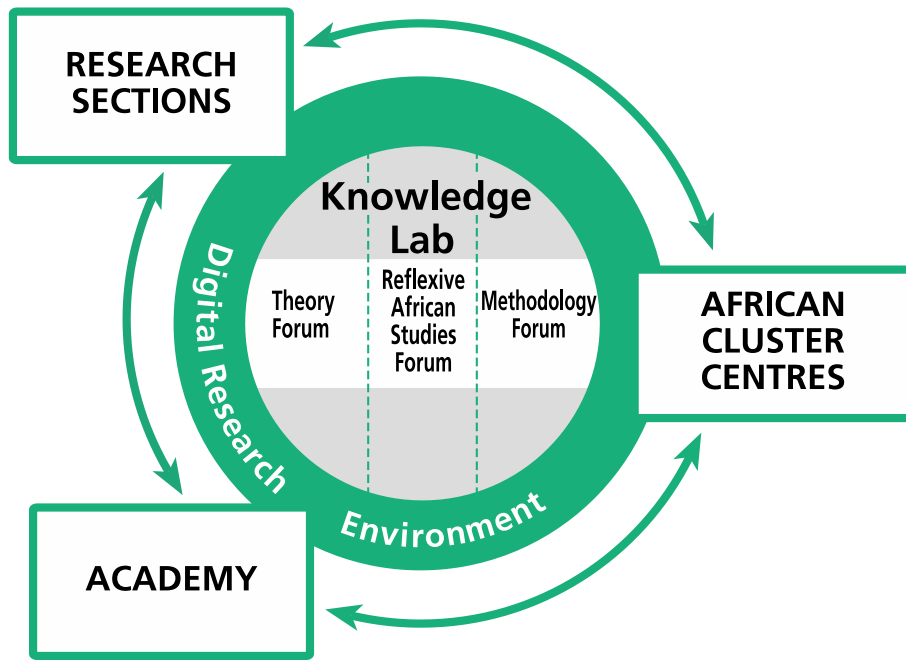 RESEARCH
SECTIONS
Knowledge
Lab
Theory
Forum
Reflexive
African
Studies
Forum
Methodology
Forum
AFRICAN
CLUSTER
CENTRES
Digital Research Environment
ACADEMY